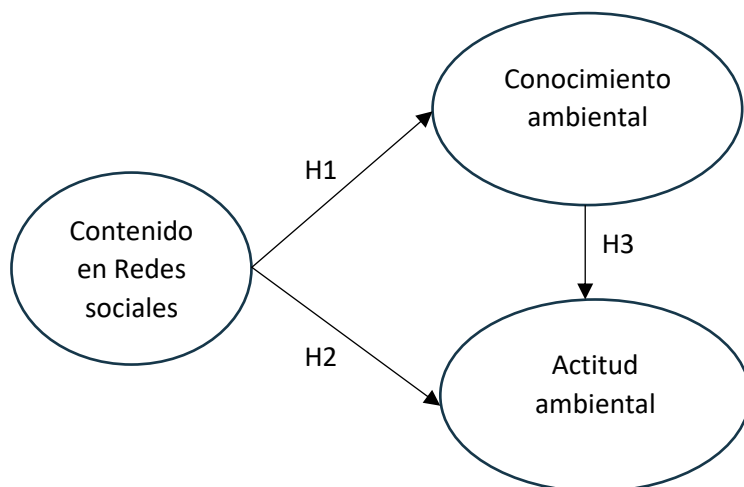 Conocimiento
ambiental
H1
Contenido
en Redes
sociales
H3
H2
Actitud
ambiental